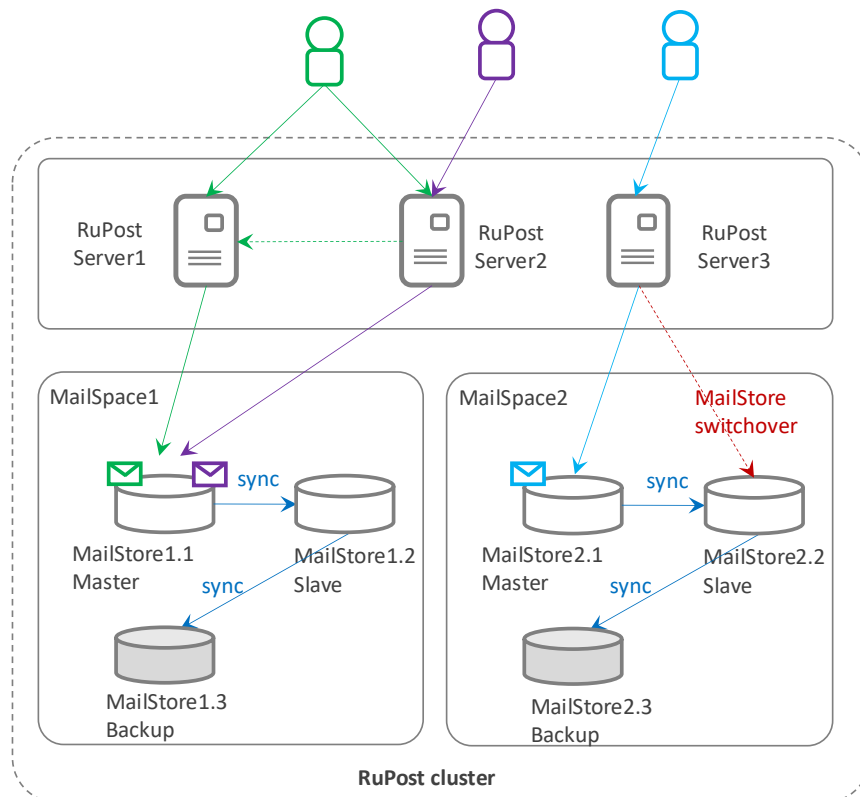 RuPost
Server1
RuPost
Server2
RuPost
Server3
MailSpace1
sync
MailStore1.1
Master
MailStore1.2
Slave
sync
MailStore1.3
Backup
MailSpace2
MailStore
switchover
sync
MailStore2.1
Master
MailStore2.2
Slave
sync
MailStore2.3
Backup
RuPost cluster